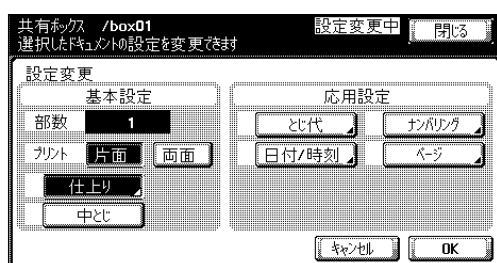 共有ボックス /box01 設定変更中 閉じる
選択したドキュメントの設定を変更できます
設定変更
基本設定 応用設定
部数 1 とじ代 ナンバリング
プリント 片面 両面 日付/時刻 ページ
仕上り
中とじ
キャンセル OK